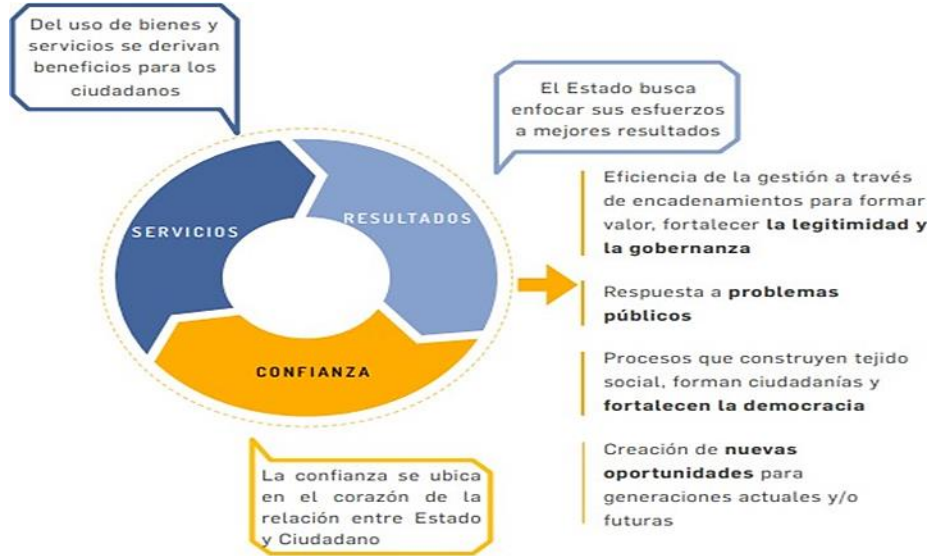 Del uso de bienes y
servicios se derivan
beneficios para los
ciudadanos
El Estado busca
enfocar sus esfuerzos
a mejores resultados
SERVICIOS
RESULTADOS
CONFIANZA
Eficiencia de la gestión a través
de encadenamientos para formar
valor, fortalecer la legitimidad y
la gobernanza
Respuesta a problemas
públicos
Procesos que construyen tejido
social, forman ciudadanías y
fortalecen la democracia
Creación de nuevas
oportunidades para
generaciones actuales y/o
futuras
La confianza se ubica
en el corazón de la
relación entre Estado
y Ciudadano